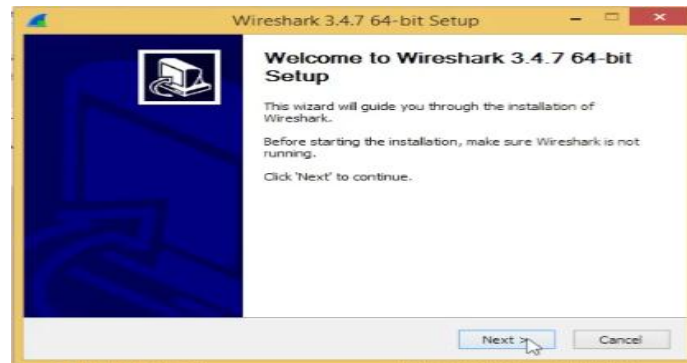 Wireshark 3.4.7 64-bit Setup
Welcome to Wireshark 3.4.7 64-bit
Setup
This wizard will guide you through the installation of
Wireshark.
Before starting the installation, make sure Wireshark is not
running.
Click 'Next' to continue.
Next >
Cancel